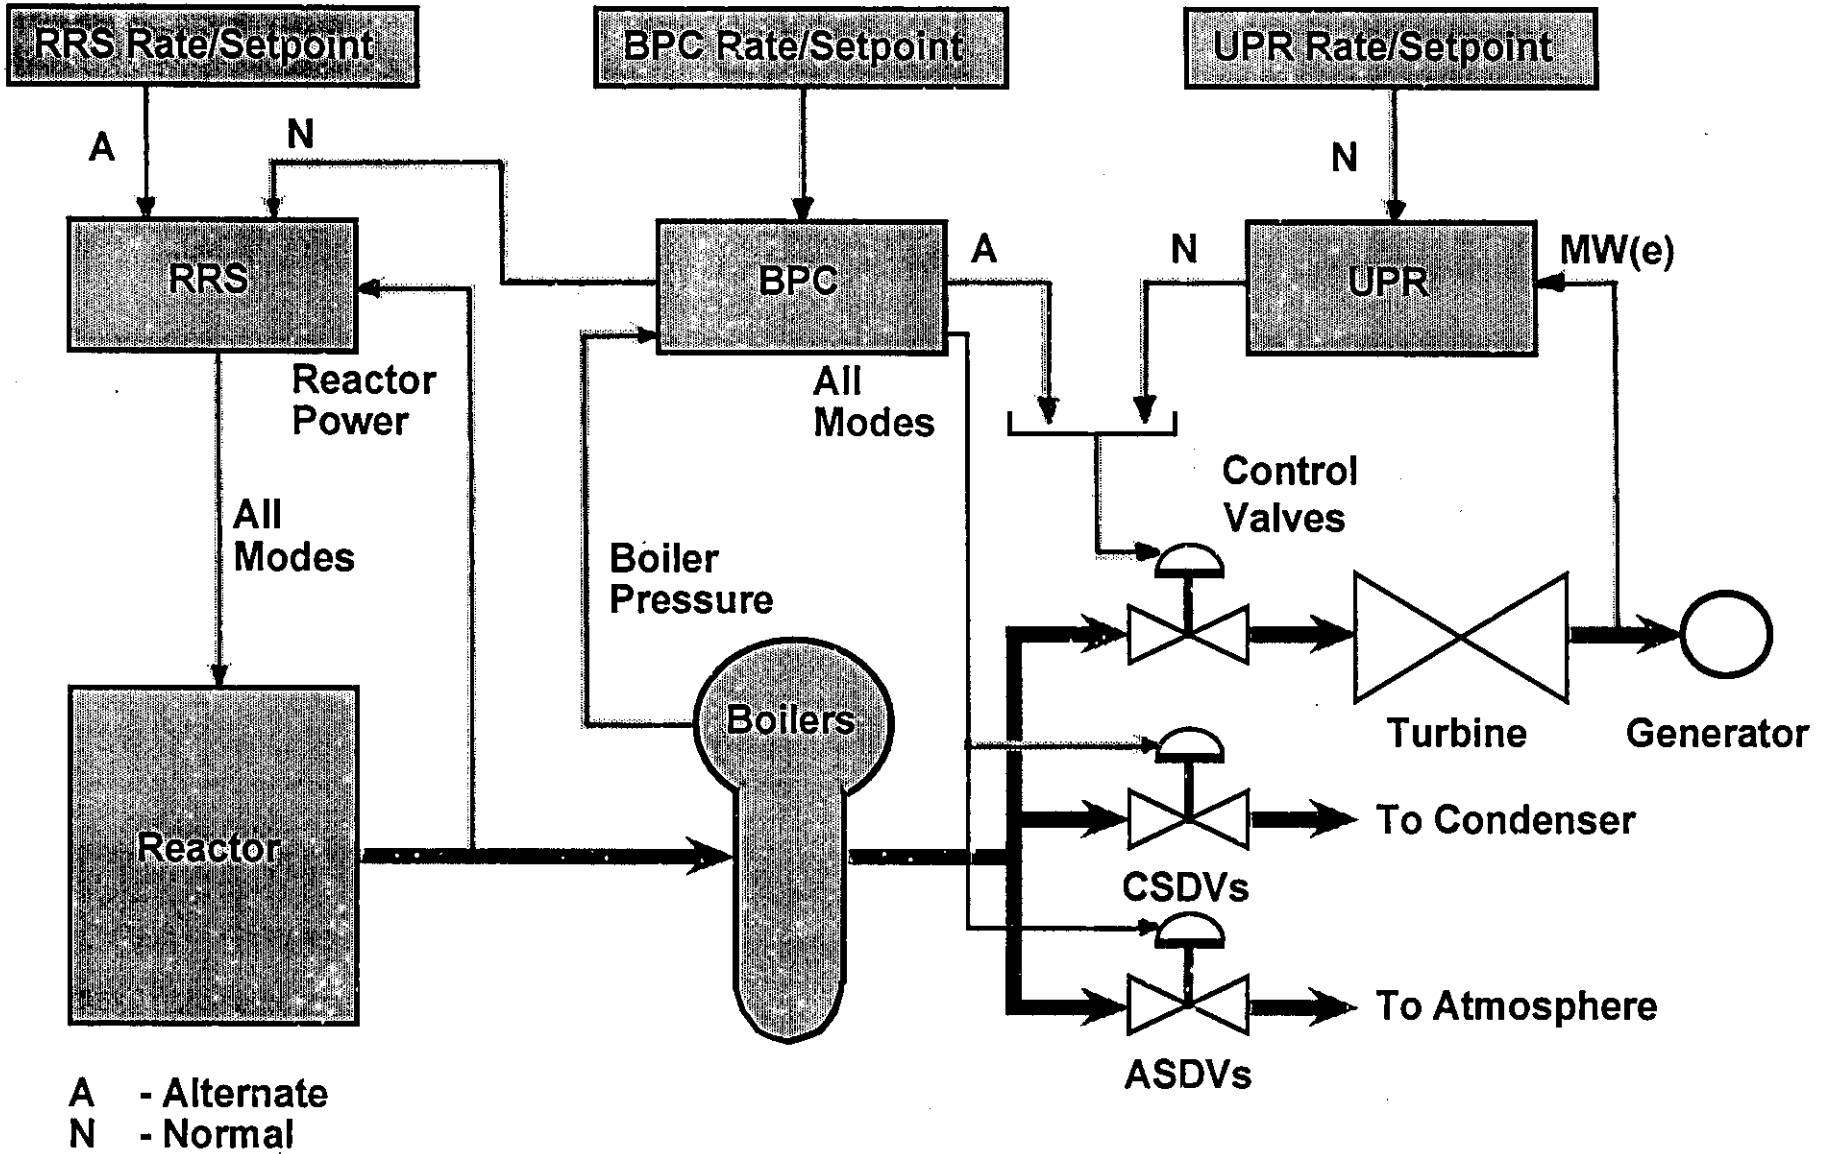 RRS Rate/Setpoint
BPC Rate/Setpoint
UPR Rate/Setpoint
A
N
N
RRS
BPC
A
N
UPR
MW(e)
Reactor
Power
All
Modes
Control
Valves
All
Modes
Boiler
Pressure
Boilers
Turbine
Generator
Reactor
To Condenser
CSDVs
To Atmosphere
ASDVs
A - Alternate
N - Normal